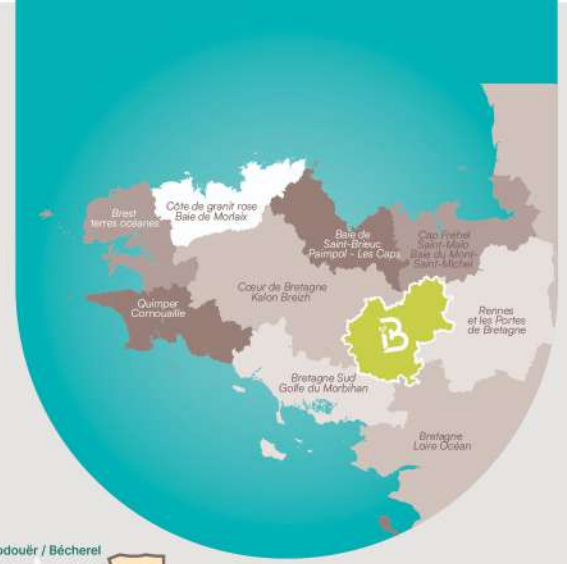 Brest
terres océanes
Côte de granit rose
Baie de Morlaix
Baie de
Saint-Brieuc
Paimpol - Les Caps
Cap Fréhel
Saint-Malo
Baie du Mont-
Saint-Michel
Cœur de Bretagne
Kalon Breizh
Quimper
Cornouaille
B
Rennes
et les Portes
de Bretagne
Bretagne Sud
Golfe du Morbihan
Bretagne
Loire Océan
/ Bécherel